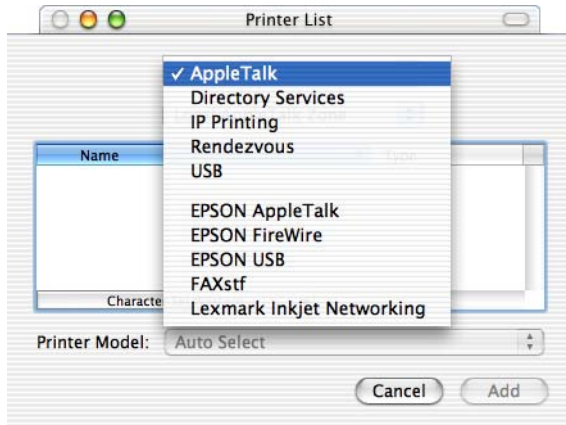 Printer List
✓ AppleTalk
Directory Services
IP Printing
Rendezvous
USB
EPSON AppleTalk
EPSON FireWire
EPSON USB
FAXstf
Lexmark Inkjet Networking
Name Type
Printer Model: Auto Select
Cancel Add